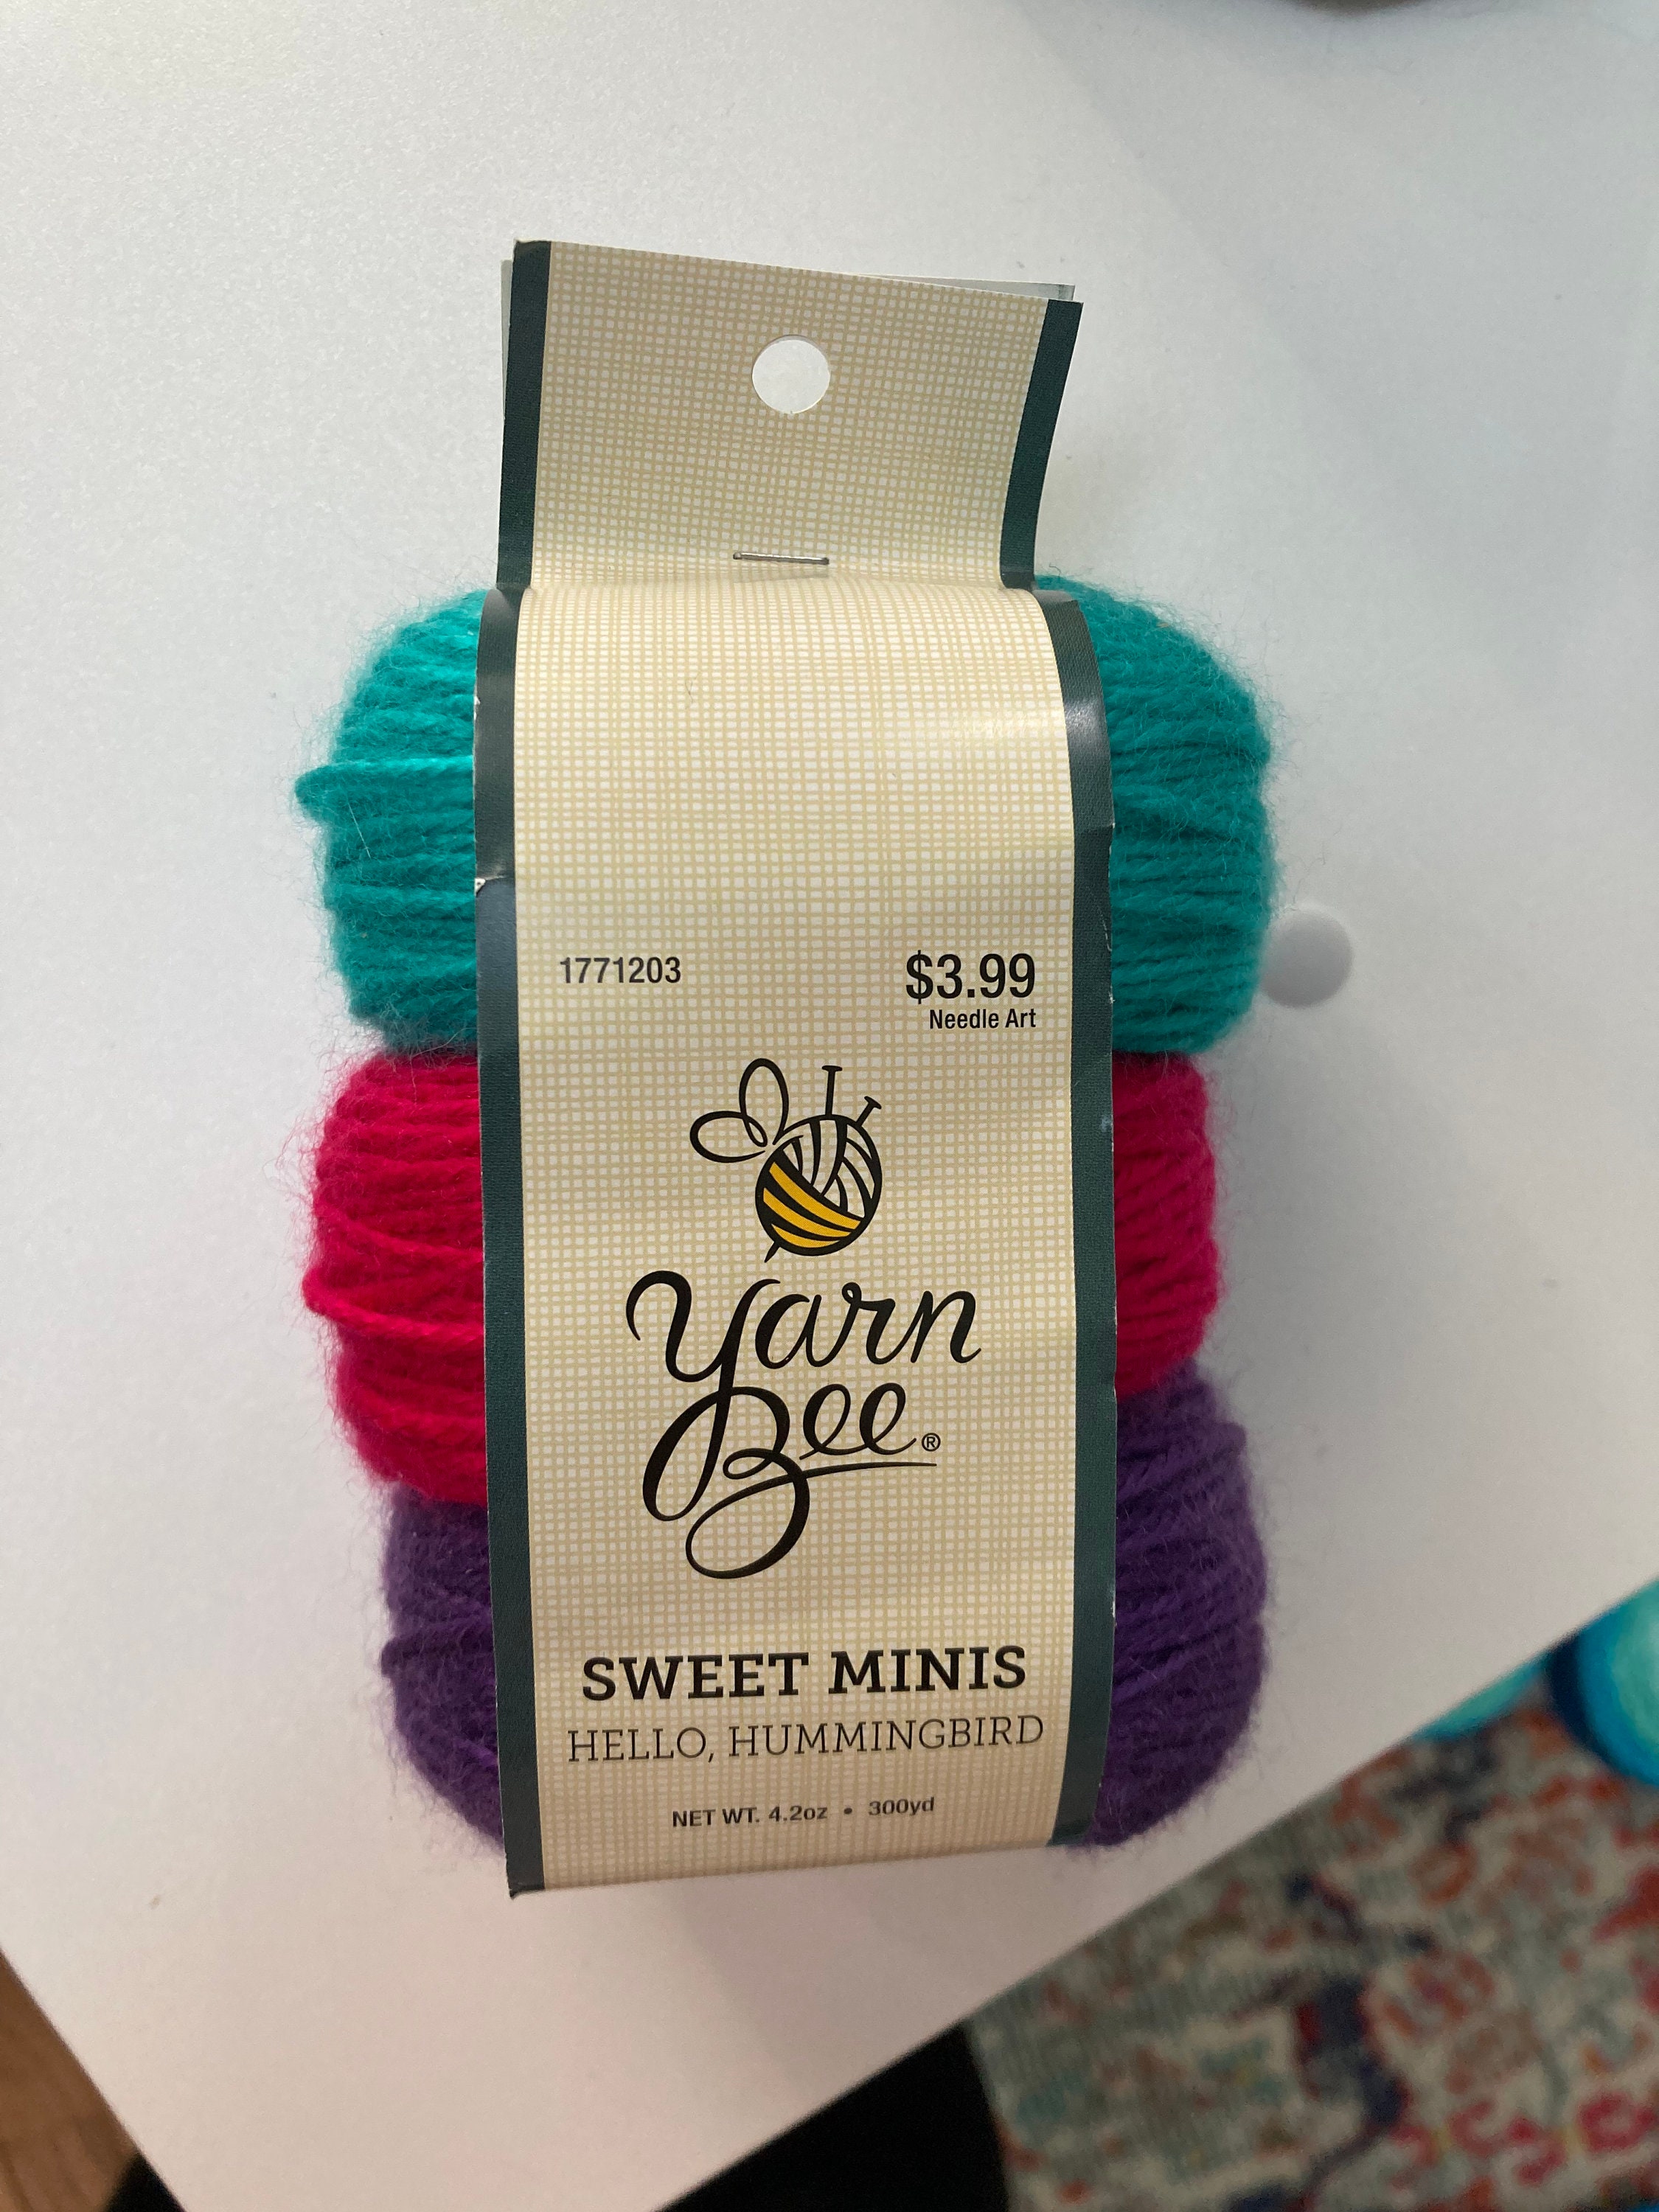 1771203
$3.99
Needle Art
Yarn
Bee®
SWEET MINIS
HELLO, HUMMINGBIRD
NET WT. 4.2oz • 300yd